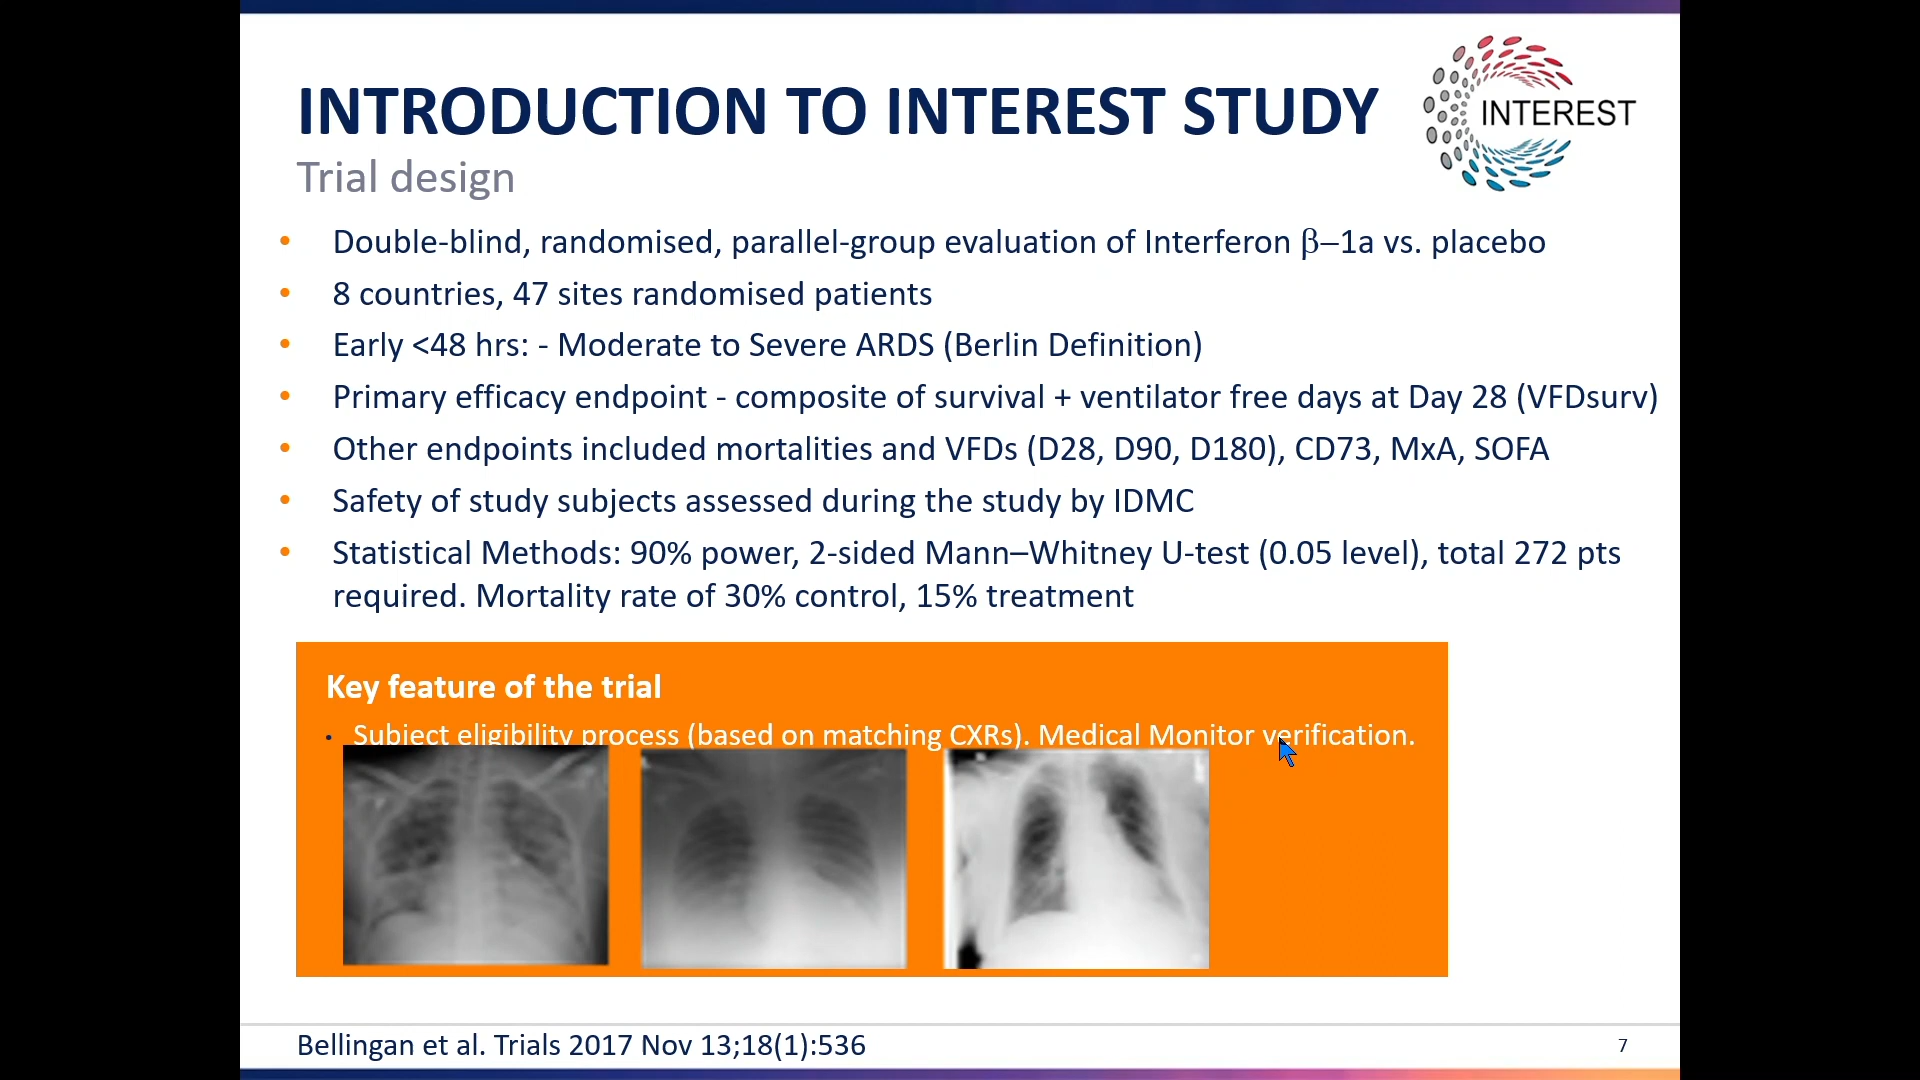 INTRODUCTION TO INTEREST STUDY
INTEREST
Trial design
• Double-blind, randomised, parallel-group evaluation of Interferon β–1a vs. placebo
• 8 countries, 47 sites randomised patients
• Early <48 hrs: - Moderate to Severe ARDS (Berlin Definition)
• Primary efficacy endpoint - composite of survival + ventilator free days at Day 28 (VFDsurv)
• Other endpoints included mortalities and VFDs (D28, D90, D180), CD73, MxA, SOFA
• Safety of study subjects assessed during the study by IDMC
• Statistical Methods: 90% power, 2-sided Mann–Whitney U-test (0.05 level), total 272 pts
required. Mortality rate of 30% control, 15% treatment
Key feature of the trial
• Subject eligibility process (based on matching CXRs). Medical Monitor verification.
Bellingan et al. Trials 2017 Nov 13;18(1):536
7